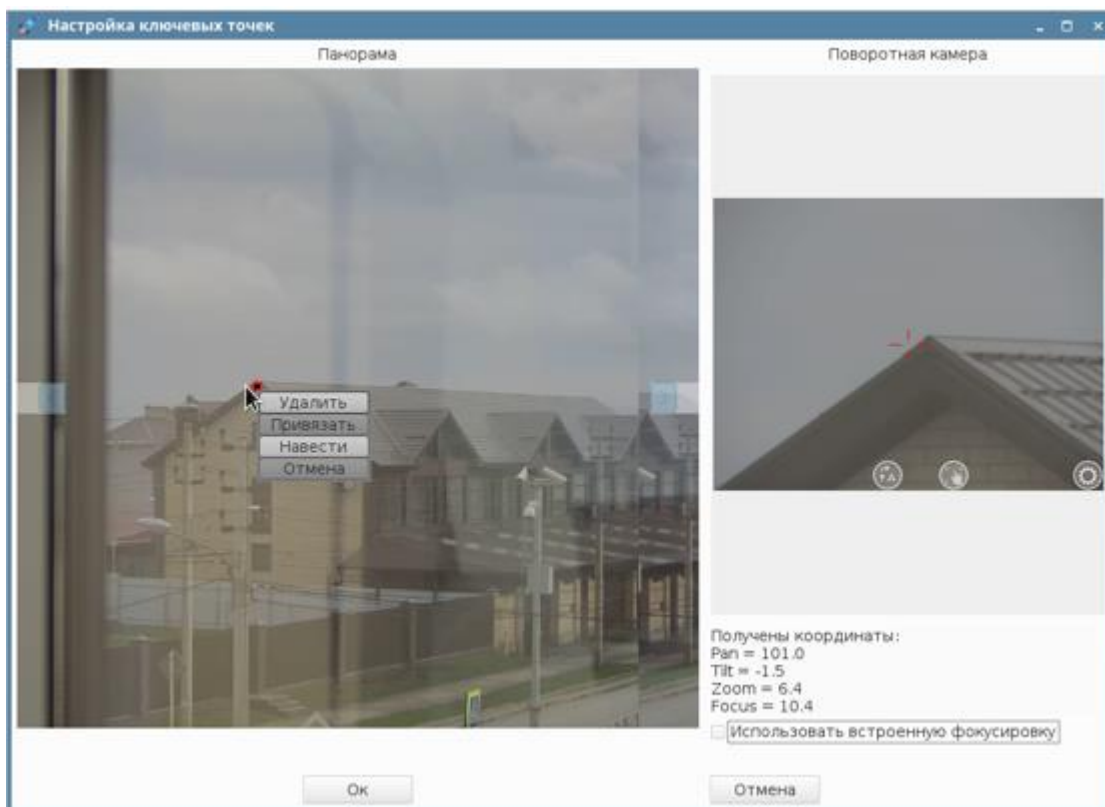 Настройка ключевых точек
Панорама
Поворотная камера
Удалить
Привязать
Навести
Отмена
Получены координаты:
Pan = 101.0
Tilt = -1.5
Zoom = 6.4
Focus = 10.4
Использовать встроенную фокусировку
Ок
Отмена